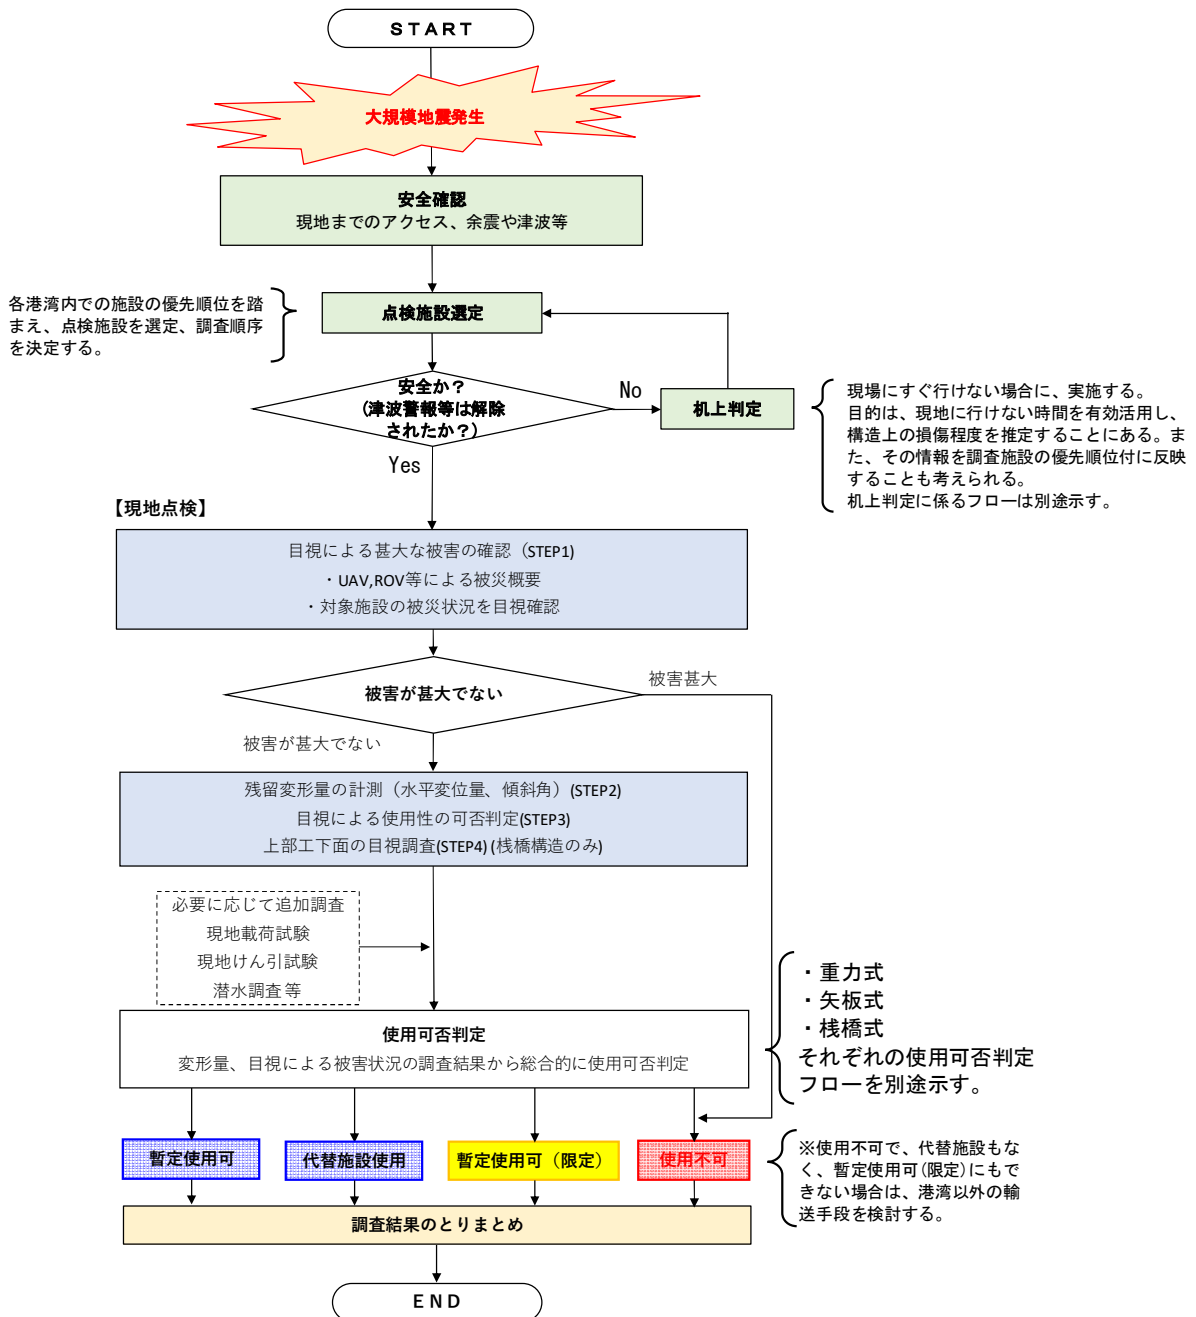 START
大規模地震発生
安全確認
現地までのアクセス、余震や津波等
各港湾内での施設の優先順位を踏
まえ、点検施設を選定、調査順序
を決定する。
点検施設選定
安全か？
(津波警報等は解除
されたか？)
No
Yes
机上判定
現場にすぐ行けない場合に、実施する。
目的は、現地に行けない時間を有効活用し、
構造上の損傷程度を推定することにある。ま
た、その情報を調査施設の優先順位付に反映
することも考えられる。
机上判定に係るフローは別途示す。
【現地点検】
目視による甚大な被害の確認（STEP1)
・UAV,ROV等による被災概要
・対象施設の被災状況を目視確認
被害が甚大でない
被害甚大
被害が甚大でない
残留変形量の計測（水平変位量、傾斜角）(STEP2)
目視による使用性の可否判定(STEP3)
上部工下面の目視調査(STEP4) (桟橋構造のみ)
必要に応じて追加調査
現地載荷試験
現地けん引試験
潜水調査等
使用可否判定
変形量、目視による被害状況の調査結果から総合的に使用可否判定
・重力式
・矢板式
・桟橋式
それぞれの使用可否判定
フローを別途示す。
暫定使用可
代替施設使用
暫定使用可（限定）
使用不可
※使用不可で、代替施設もな
く、暫定使用可(限定)にもで
きない場合は、港湾以外の輸
送手段を検討する。
調査結果のとりまとめ
END